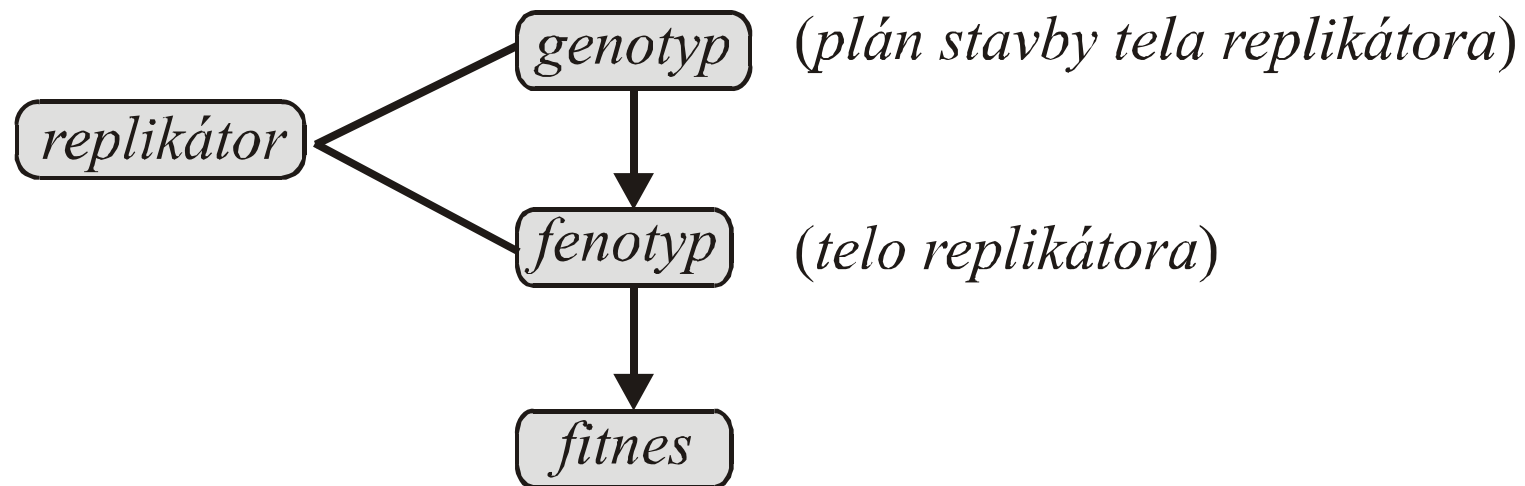 genotyp (plán stavby tela replikátora)
replikátor
fenotyp (telo replikátora)
fitnes